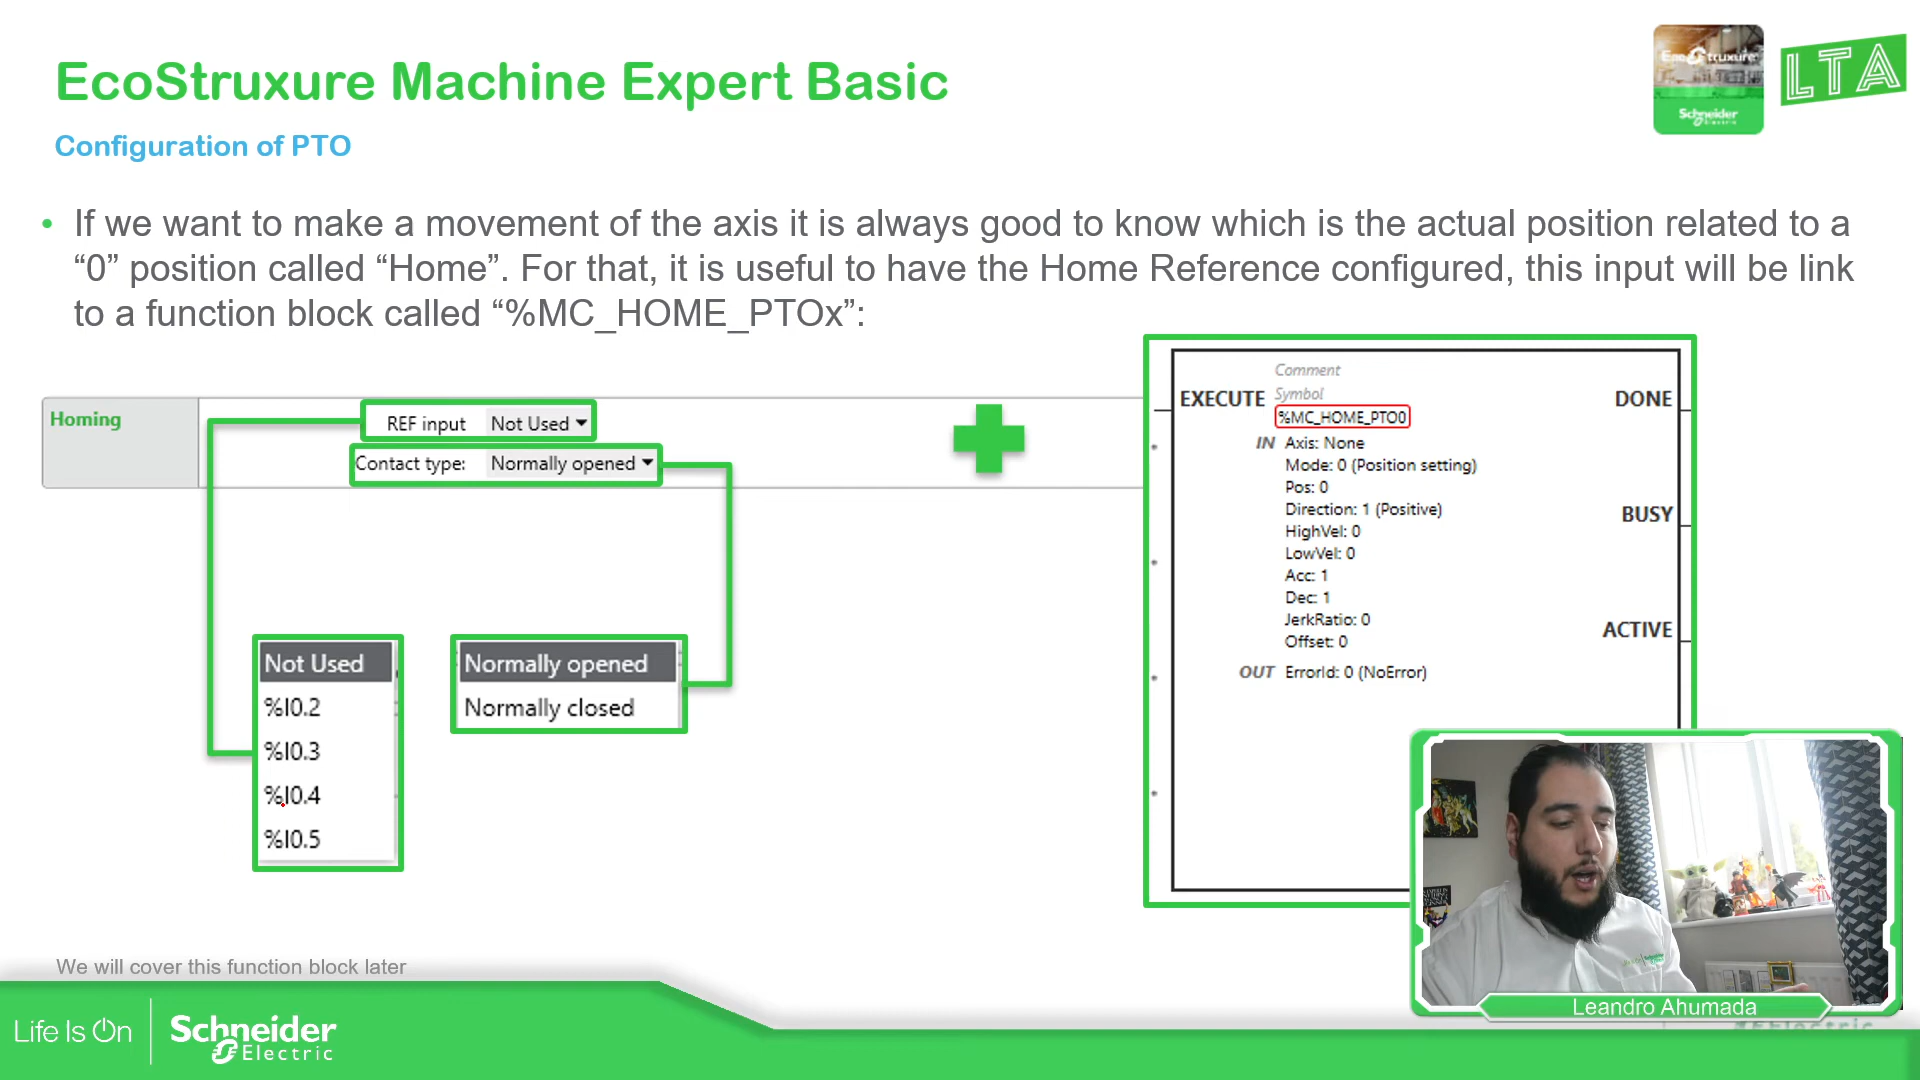 EcoStruxure Machine Expert Basic
Configuration of PTO
EcoStruxure
Schneider
Electric
LTA
• If we want to make a movement of the axis it is always good to know which is the actual position related to a
“0” position called “Home”. For that, it is useful to have the Home Reference configured, this input will be link
to a function block called “%MC_HOME_PTOx”:
Homing
REF input Not Used
Contact type: Normally opened
Not Used
%I0.2
%I0.3
%I0.4
%I0.5
Normally opened
Normally closed
Comment
Symbol
EXECUTE
%MC_HOME_PTO0
DONE
IN Axis: None
Mode: 0 (Position setting)
Pos: 0
Direction: 1 (Positive)
HighVel: 0
BUSY
LowVel: 0
Acc: 1
Dec: 1
JerkRatio: 0
ACTIVE
Offset: 0
OUT ErrorId: 0 (NoError)
We will cover this function block later
Leandro Ahumada
Life Is On
Schneider
Electric